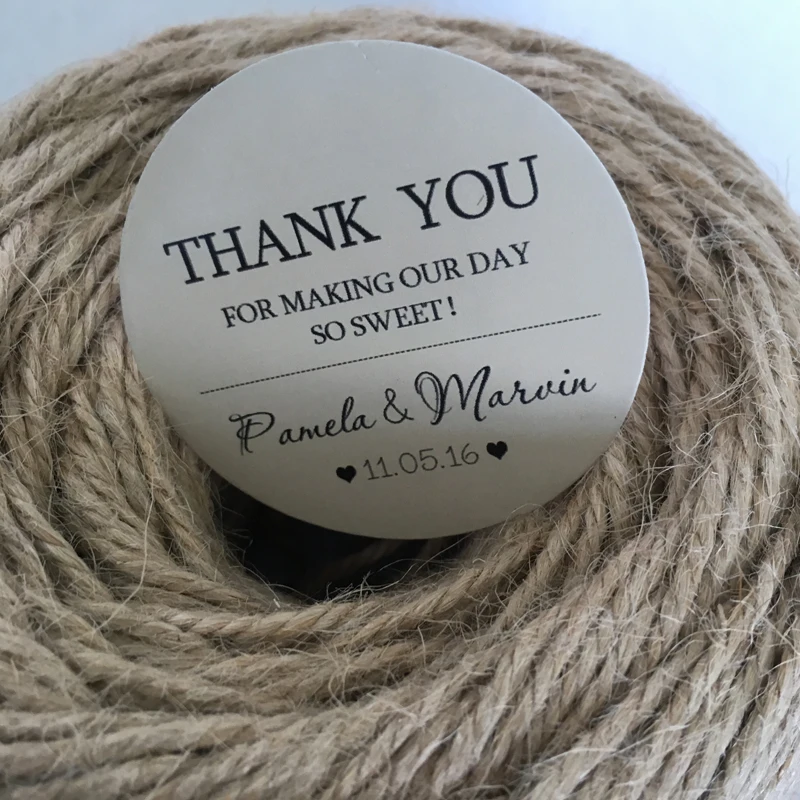 THANK YOU
FOR MAKING OUR DAY
SO SWEET!
Pamela & Marvin
♥ 11.05.16 ♥